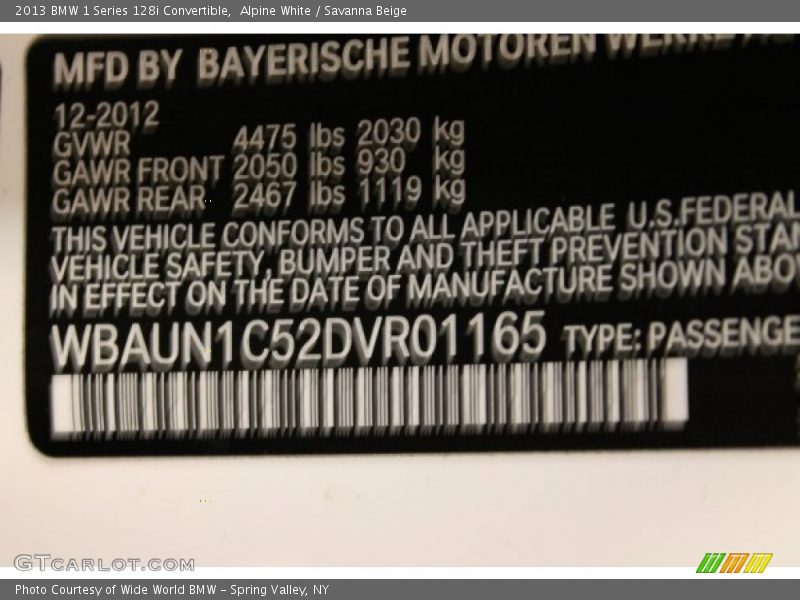 2013 BMW 1 Series 128i Convertible,  Alpine White / Savanna Beige
MFD BY BAYERISCHE MOTOREN
12-2012
GVWR 4475 lbs 2030 kg
GAWR FRONT 2050 lbs 930 kg
GAWR REAR 2467 lbs 1119 kg
THIS VEHICLE CONFORMS TO ALL APPLICABLE U.S.FEDERAL
VEHICLE SAFETY, BUMPER AND THEFT PREVENTION STAN
IN EFFECT ON THE DATE OF MANUFACTURE SHOWN ABO
WBAUN1C52DVR01165 TYPE: PASSENGE
GTCARLOT.COM
Photo Courtesy of Wide World BMW – Spring Valley, NY